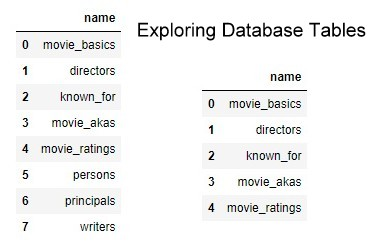 name
0 movie_basics
1 directors
2 known_for
3 movie_akas
4 movie_ratings
5 persons
6 principals
7 writers
Exploring Database Tables
name
0 movie_basics
1 directors
2 known_for
3 movie_akas
4 movie_ratings